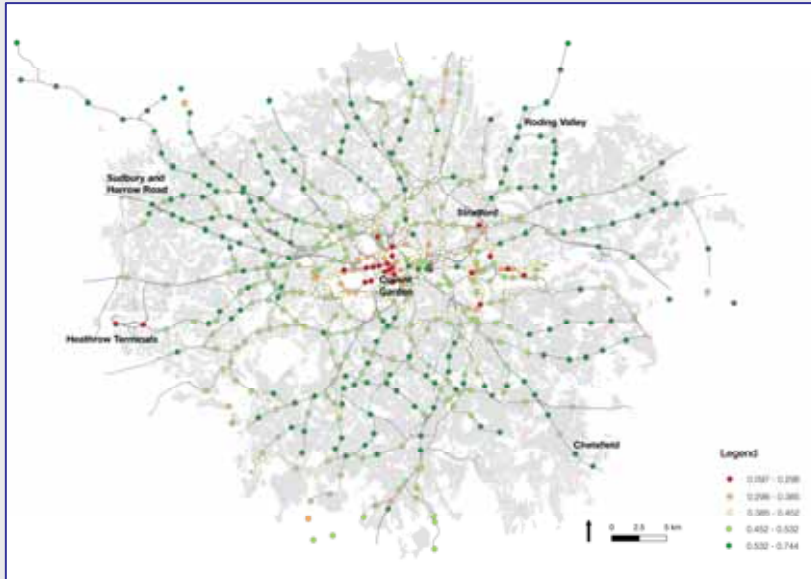 Roding Valley
Sudbury and
Harrow Road
Stratford
Covent
Garden
Heathrow Terminals
Chelsfield
Legend
0.097 - 0.298
0.298 - 0.385
0.385 - 0.452
0.452 - 0.532
0.532 - 0.744
0 2.5 5 km